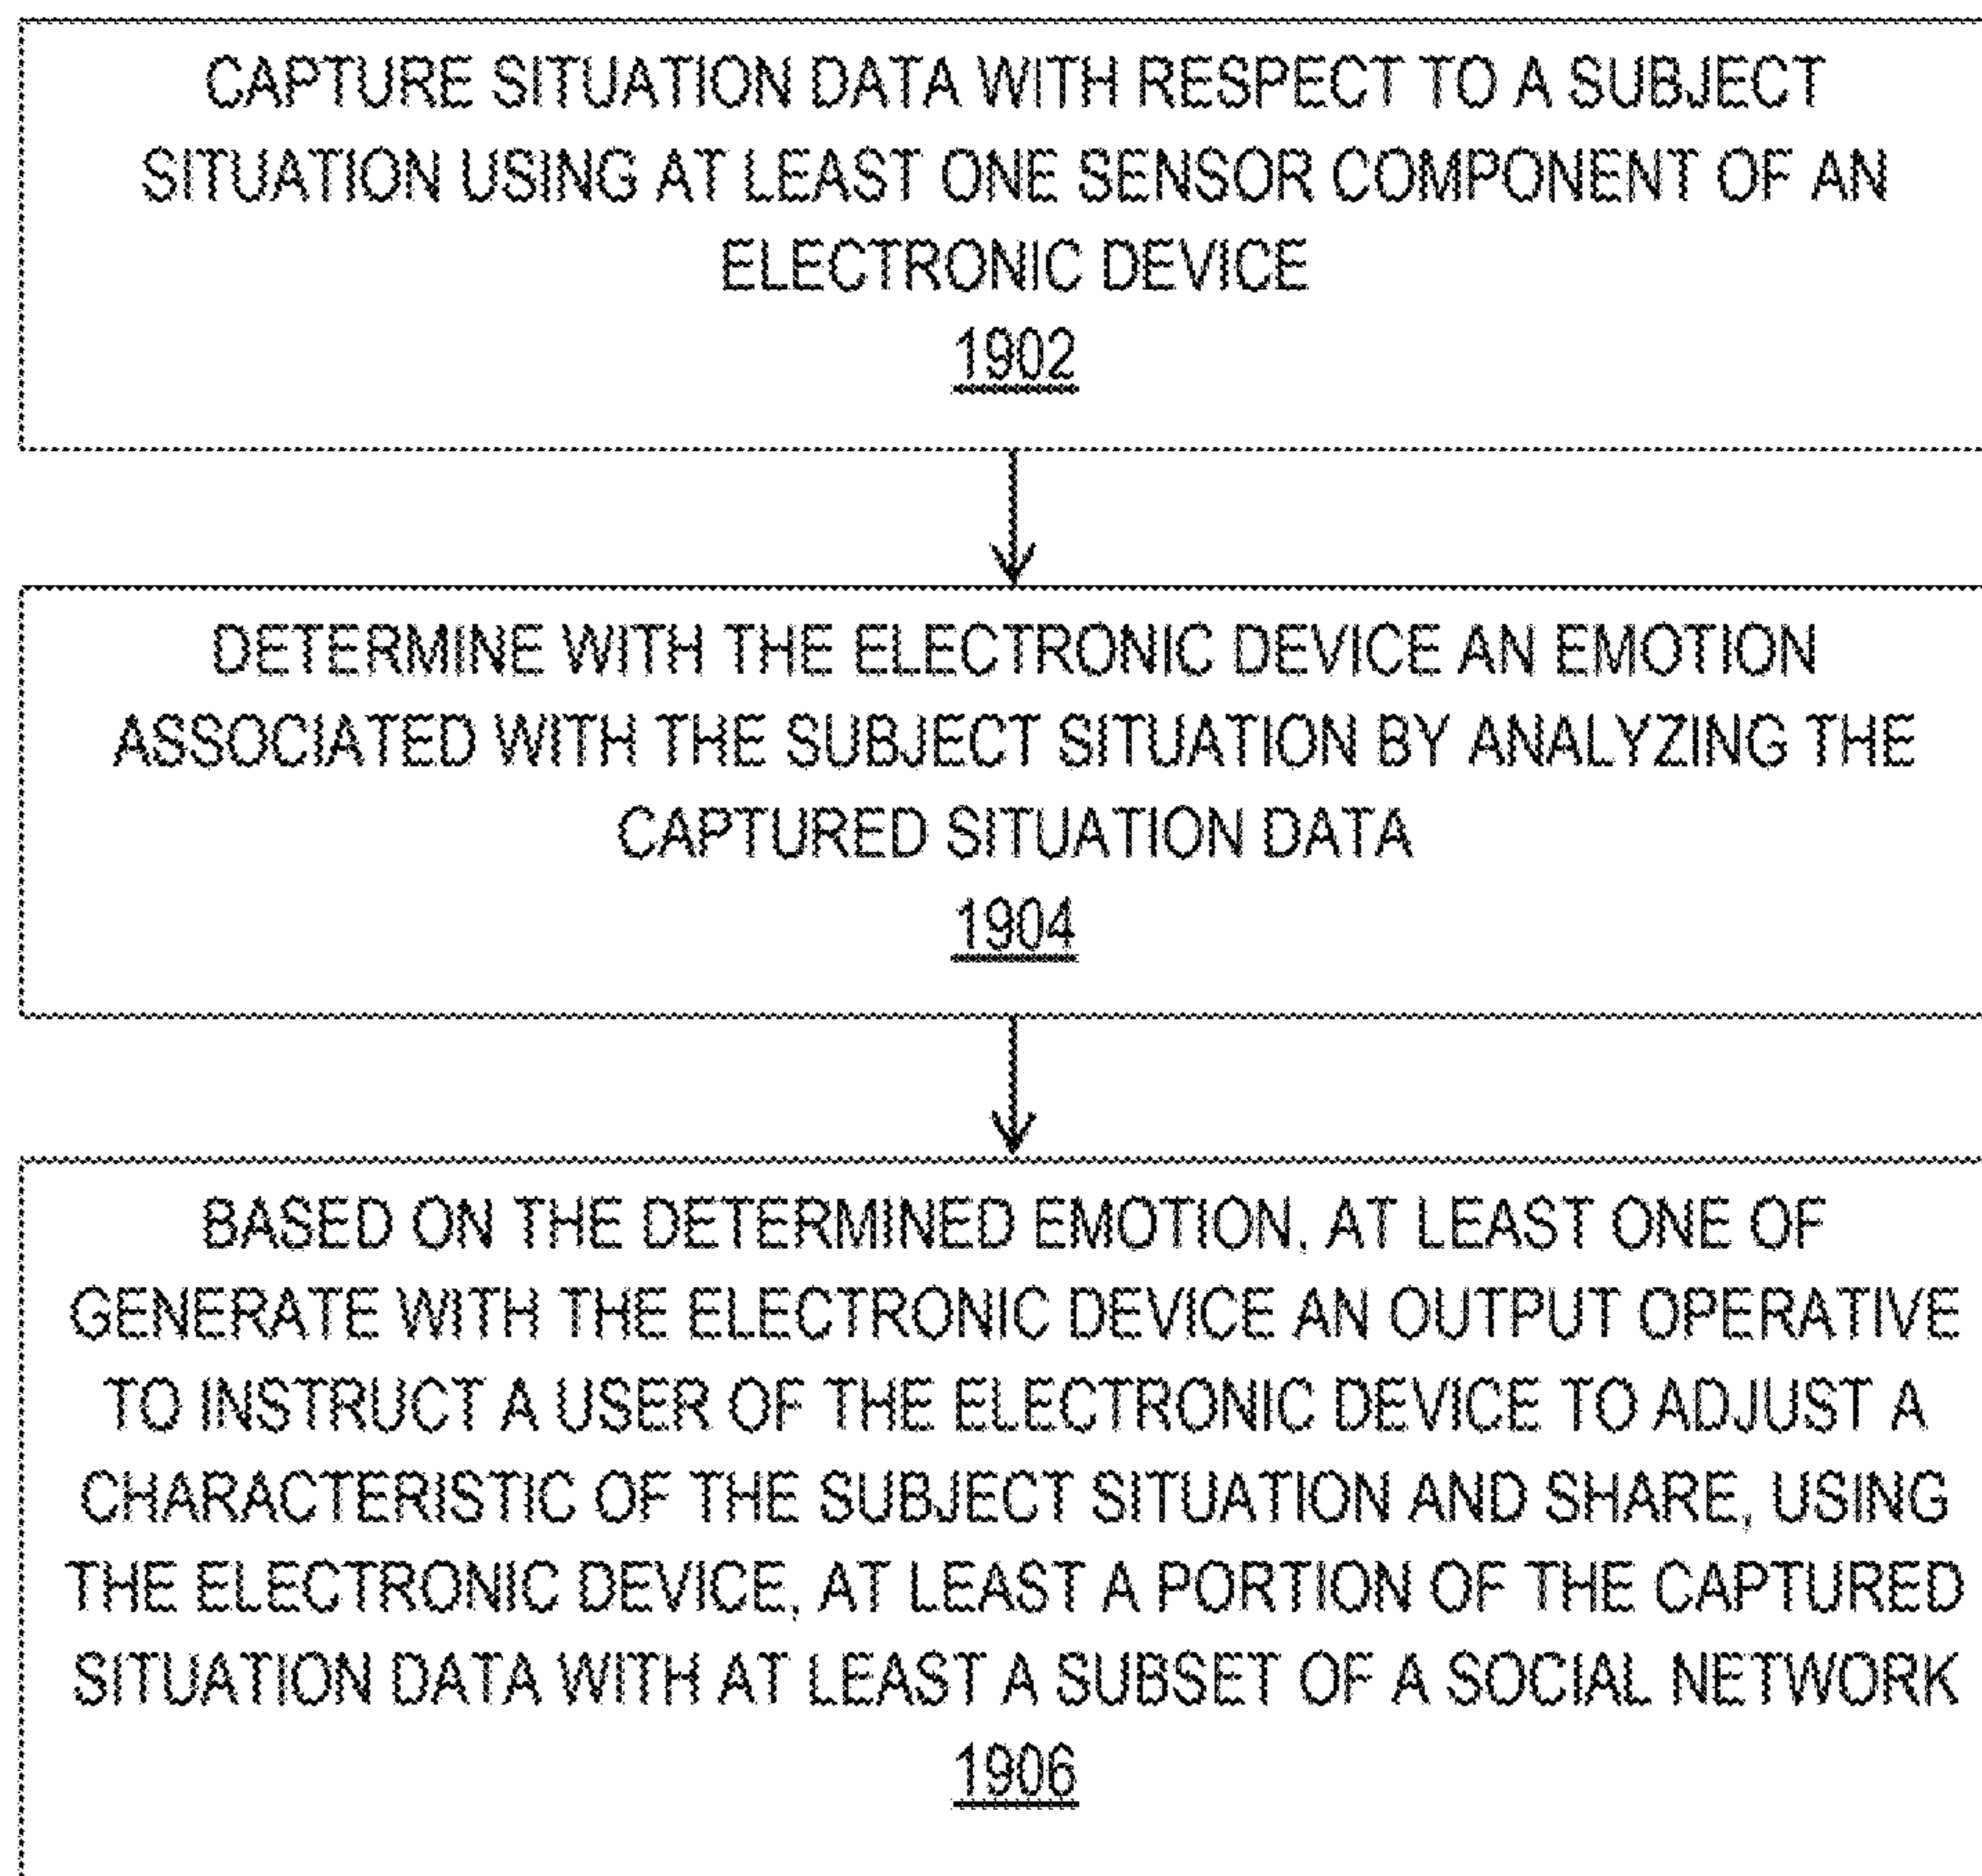 CAPTURE SITUATION DATA WITH RESPECT TO A SUBJECT
SITUATION USING AT LEAST ONE SENSOR COMPONENT OF AN
ELECTRONIC DEVICE
1902
DETERMINE WITH THE ELECTRONIC DEVICE AN EMOTION
ASSOCIATED WITH THE SUBJECT SITUATION BY ANALYZING THE
CAPTURED SITUATION DATA
1904
BASED ON THE DETERMINED EMOTION, AT LEAST ONE OF
GENERATE WITH THE ELECTRONIC DEVICE AN OUTPUT OPERATIVE
TO INSTRUCT A USER OF THE ELECTRONIC DEVICE TO ADJUST A
CHARACTERISTIC OF THE SUBJECT SITUATION AND SHARE, USING
THE ELECTRONIC DEVICE, AT LEAST A PORTION OF THE CAPTURED
SITUATION DATA WITH AT LEAST A SUBSET OF A SOCIAL NETWORK
1906